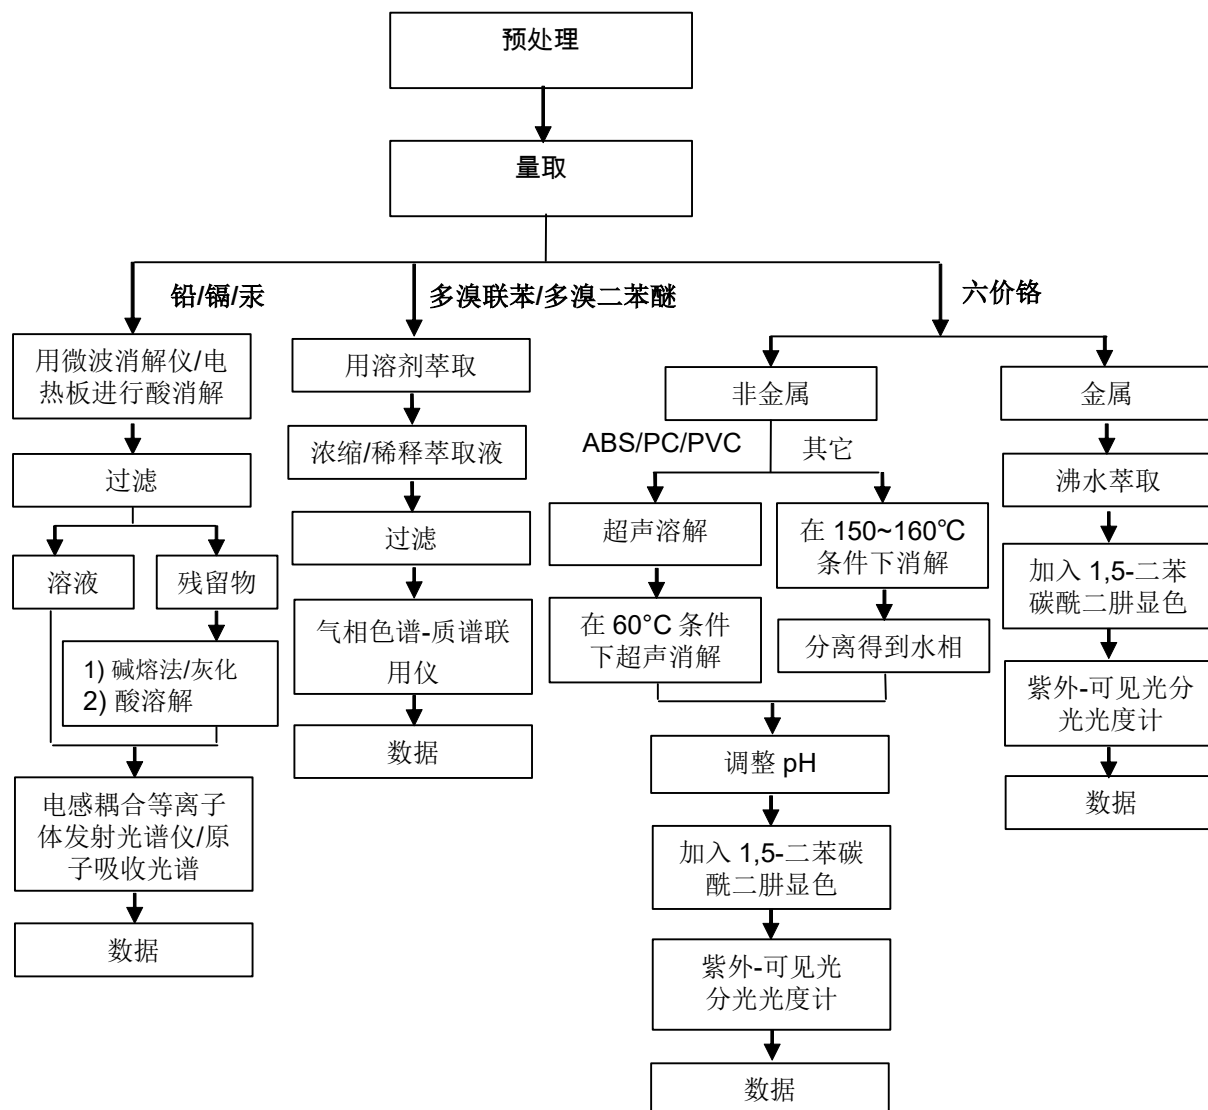 预处理
量取
铅/镉/汞
多溴联苯/多溴二苯醚
六价铬
用微波消解仪/电
热板进行酸消解
过滤
溶液
残留物
1) 碱熔法/灰化
2) 酸溶解
电感耦合等离子
体发射光谱仪/原
子吸收光谱
数据
用溶剂萃取
浓缩/稀释萃取液
过滤
气相色谱-质谱联
用仪
数据
非金属
ABS/PC/PVC
其它
超声溶解
在 60°C 条件
下超声消解
在 150~160℃
条件下消解
分离得到水相
调整 pH
加入 1,5-二苯碳
酰二肼显色
紫外-可见光
分光光度计
数据
金属
沸水萃取
加入 1,5-二苯
碳酰二肼显色
紫外-可见光分
光光度计
数据